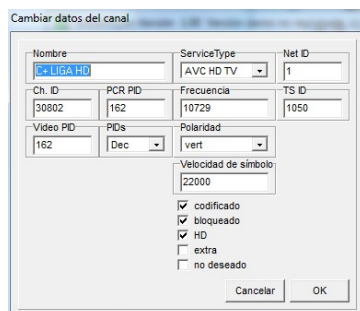 Cambiar datos del canal
Nombre ServiceType Net ID
C+ LIGA HD AVC HD TV 1
Ch. ID PCR PID Frecuencia TS ID
30802 162 10729 1050
Video PID PIDs Polaridad
162 Dec vert
Velocidad de símbolo
22000
codificado
bloqueado
HD
extra
no deseado
Cancelar OK